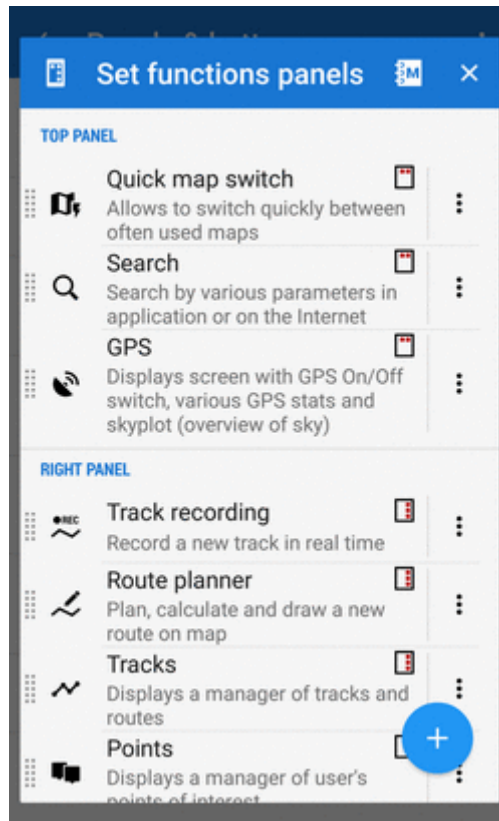 Set functions panels
M
TOP PANEL
Quick map switch
Allows to switch quickly between
often used maps
Search
Search by various parameters in
application or on the Internet
GPS
Displays screen with GPS On/Off
switch, various GPS stats and
skyplot (overview of sky)
RIGHT PANEL
REC
Track recording
Record a new track in real time
Route planner
Plan, calculate and draw a new
route on map
Tracks
Displays a manager of tracks and
routes
Points
Displays a manager of user's
points of interest